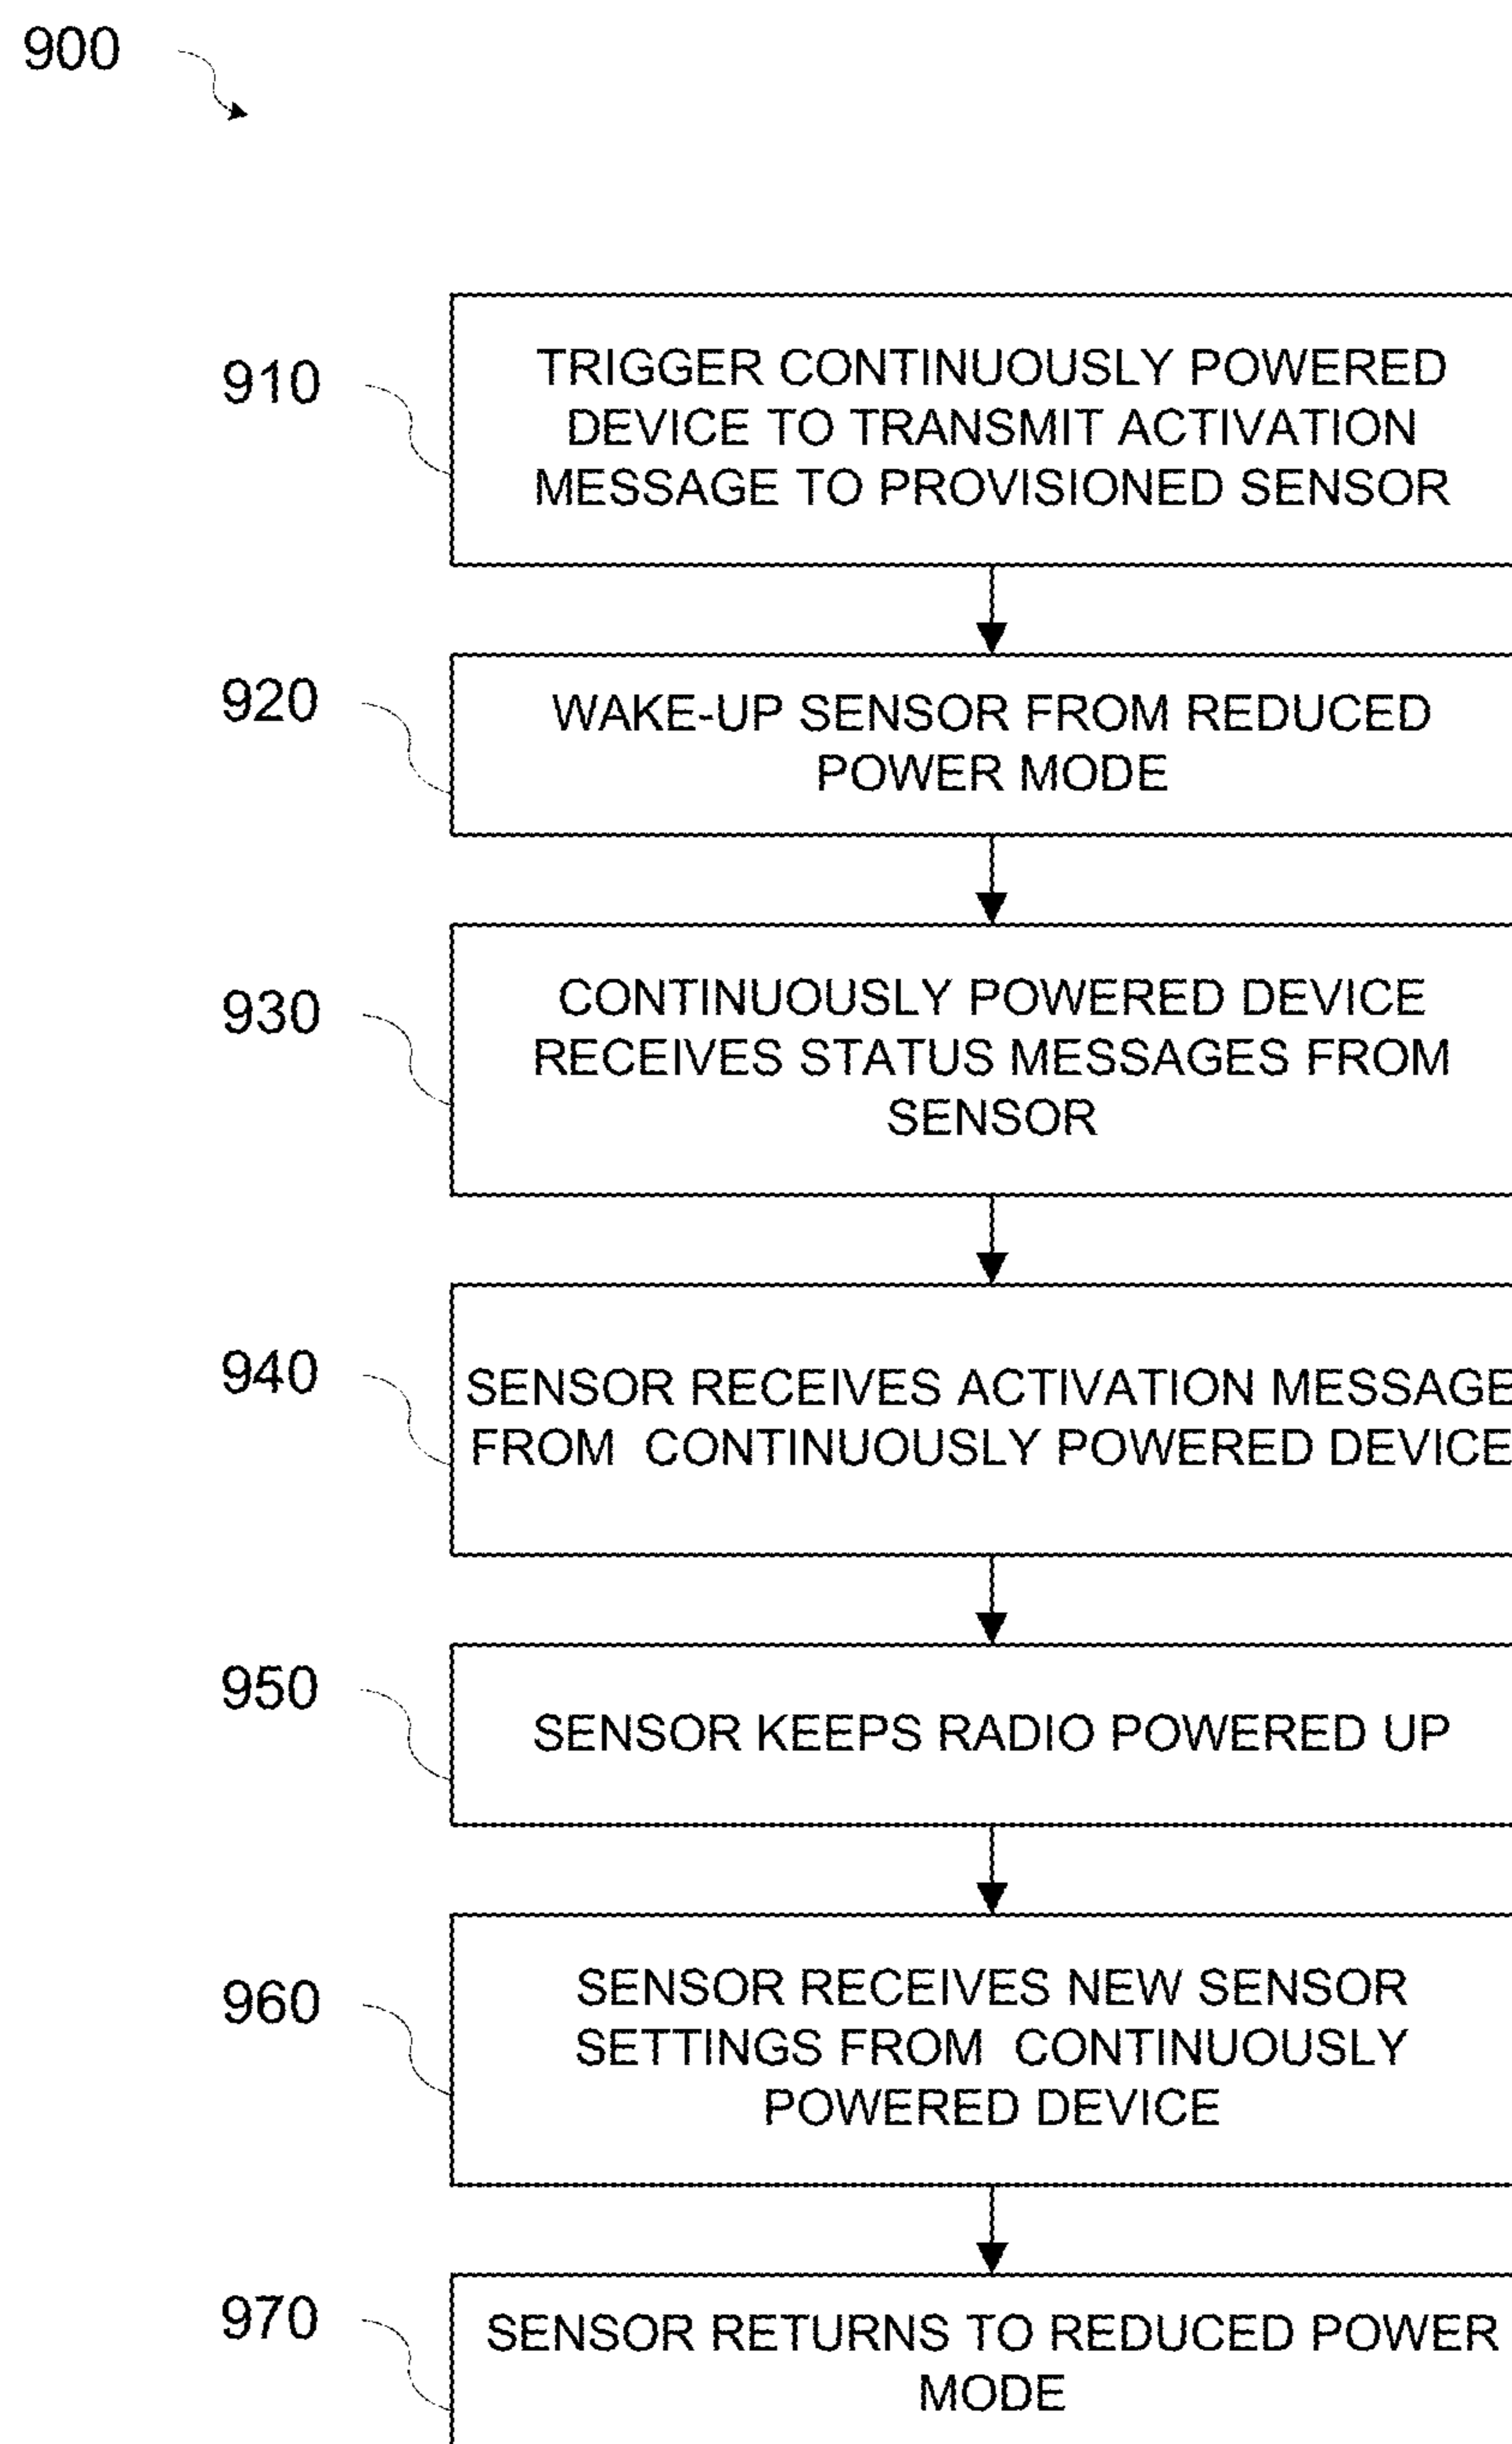 900
910
TRIGGER CONTINUOUSLY POWERED
DEVICE TO TRANSMIT ACTIVATION
MESSAGE TO PROVISIONED SENSOR
920
WAKE-UP SENSOR FROM REDUCED
POWER MODE
930
CONTINUOUSLY POWERED DEVICE
RECEIVES STATUS MESSAGES FROM
SENSOR
940
SENSOR RECEIVES ACTIVATION MESSAGE
FROM CONTINUOUSLY POWERED DEVICE
950
SENSOR KEEPS RADIO POWERED UP
960
SENSOR RECEIVES NEW SENSOR
SETTINGS FROM CONTINUOUSLY
POWERED DEVICE
970
SENSOR RETURNS TO REDUCED POWER
MODE